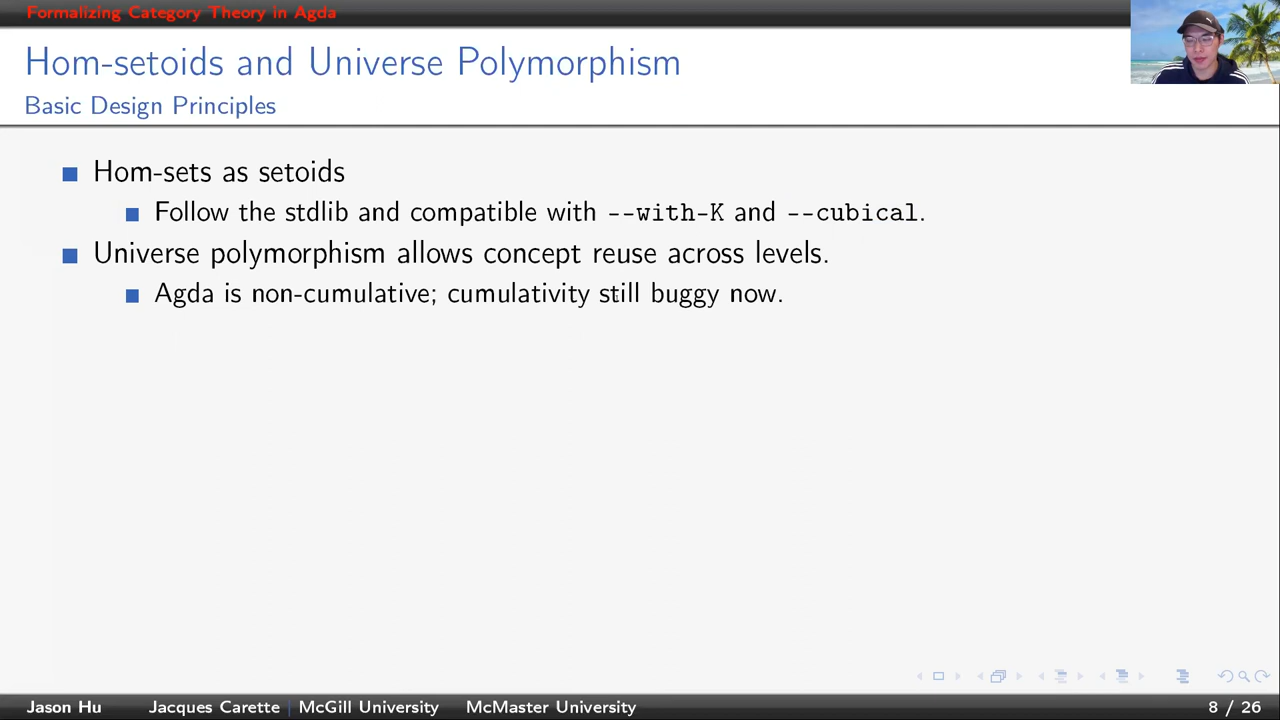 Formalizing Category Theory in Agda
Hom-setoids and Universe Polymorphism
Basic Design Principles
Hom-sets as setoids
Follow the stdlib and compatible with --with-K and --cubical.
Universe polymorphism allows concept reuse across levels.
Agda is non-cumulative; cumulativity still buggy now.
Jason Hu Jacques Carette McGill University McMaster University 8 / 26